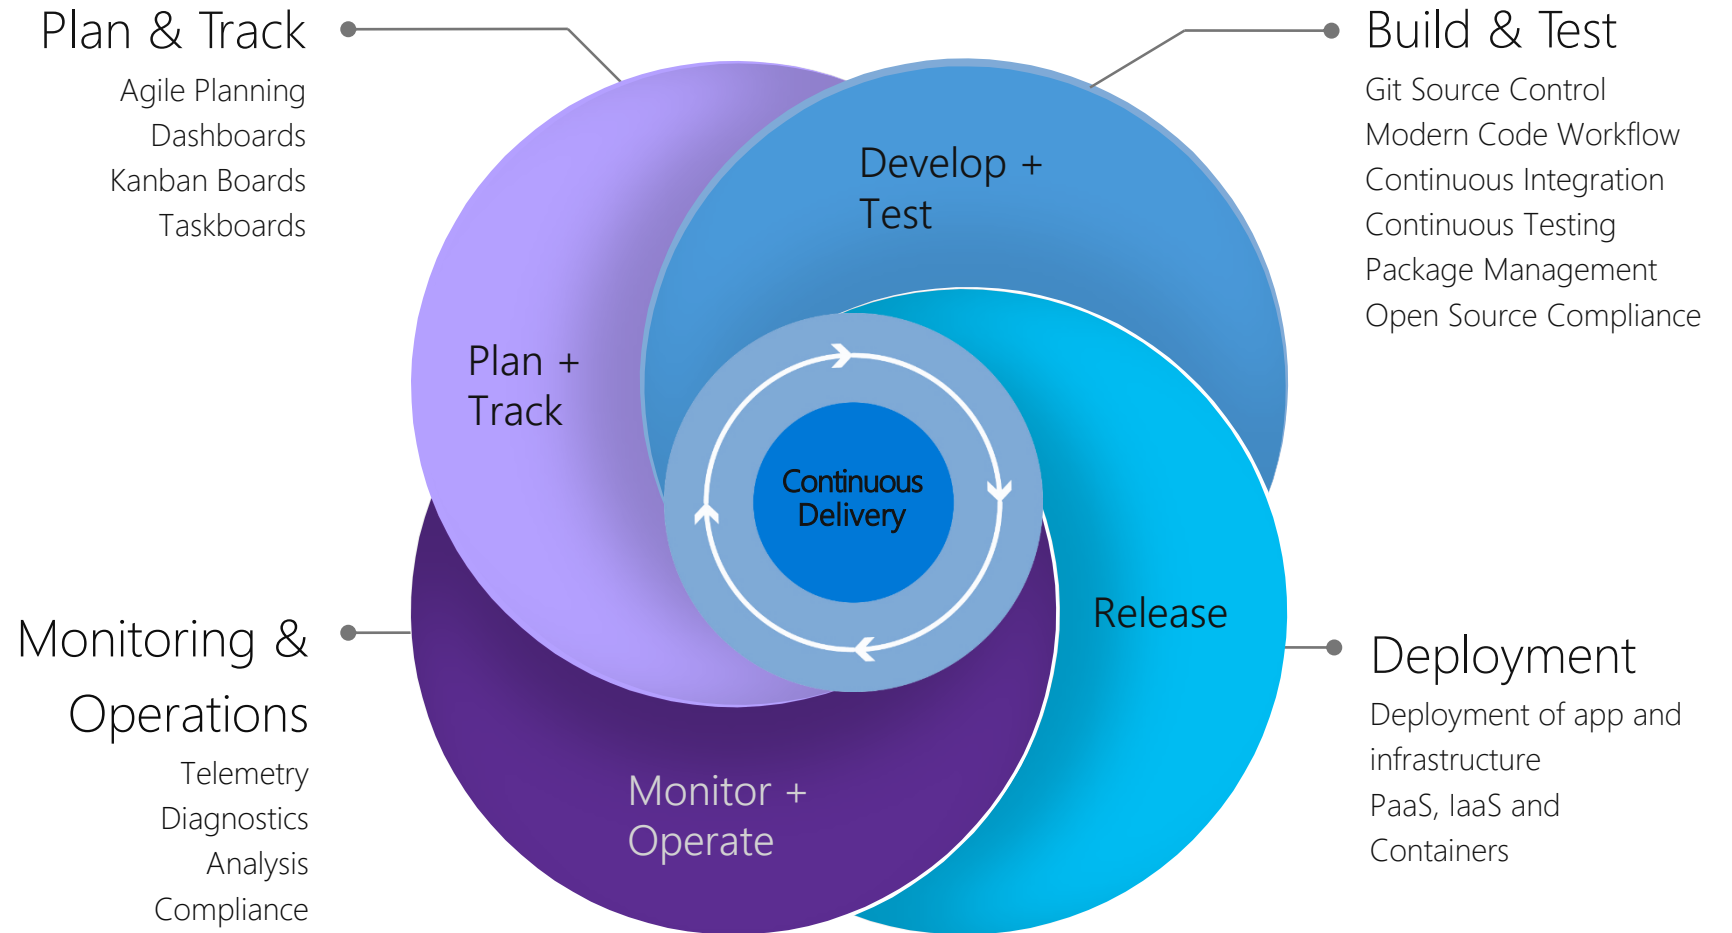 Plan & Track
Agile Planning
Dashboards
Kanban Boards
Taskboards
Build & Test
Git Source Control
Modern Code Workflow
Continuous Integration
Continuous Testing
Package Management
Open Source Compliance
Develop +
Test
Plan +
Track
Continuous
Delivery
Release
Monitor +
Operate
Monitoring &
Operations
Telemetry
Diagnostics
Analysis
Compliance
Deployment
Deployment of app and
infrastructure
PaaS, IaaS and
Containers